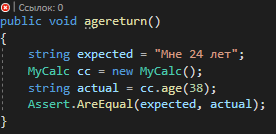 Ссылок: 0
public void agereturn()
{
string expected = "Мне 24 лет";
MyCalc cc = new MyCalc();
string actual = cc.age(38);
Assert.AreEqual(expected, actual);
}